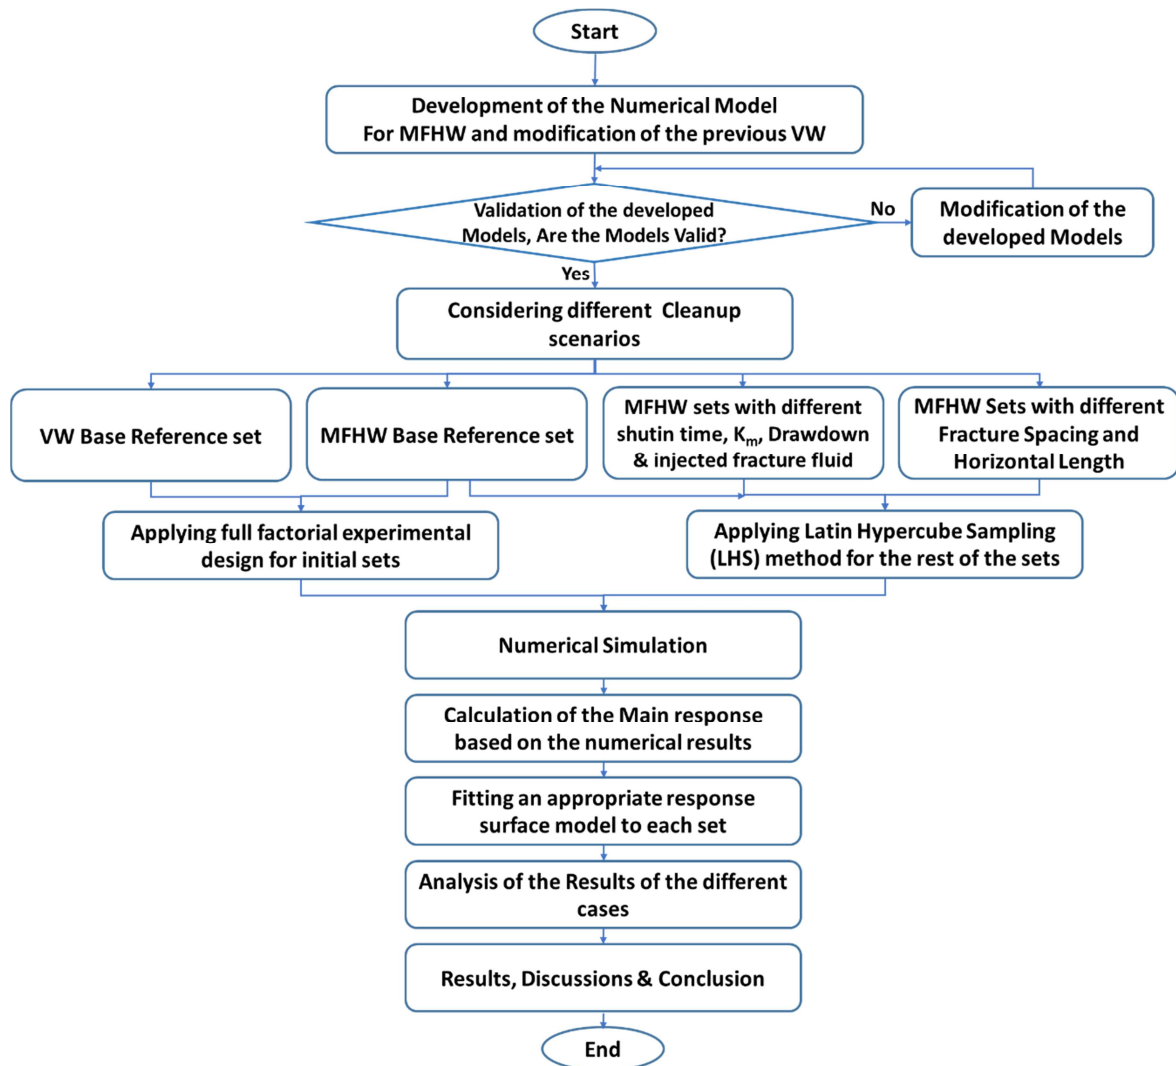 Start
Development of the Numerical Model
For MFHW and modification of the previous VW
Validation of the developed
Models, Are the Models Valid?
No
Modification of the
developed Models
Yes
Considering different Cleanup
scenarios
VW Base Reference set
MFHW Base Reference set
MFHW sets with different
shutin time, Km, Drawdown
& injected fracture fluid
MFHW Sets with different
Fracture Spacing and
Horizontal Length
Applying full factorial experimental
design for initial sets
Applying Latin Hypercube Sampling
(LHS) method for the rest of the sets
Numerical Simulation
Calculation of the Main response
based on the numerical results
Fitting an appropriate response
surface model to each set
Analysis of the Results of the different
cases
Results, Discussions & Conclusion
End